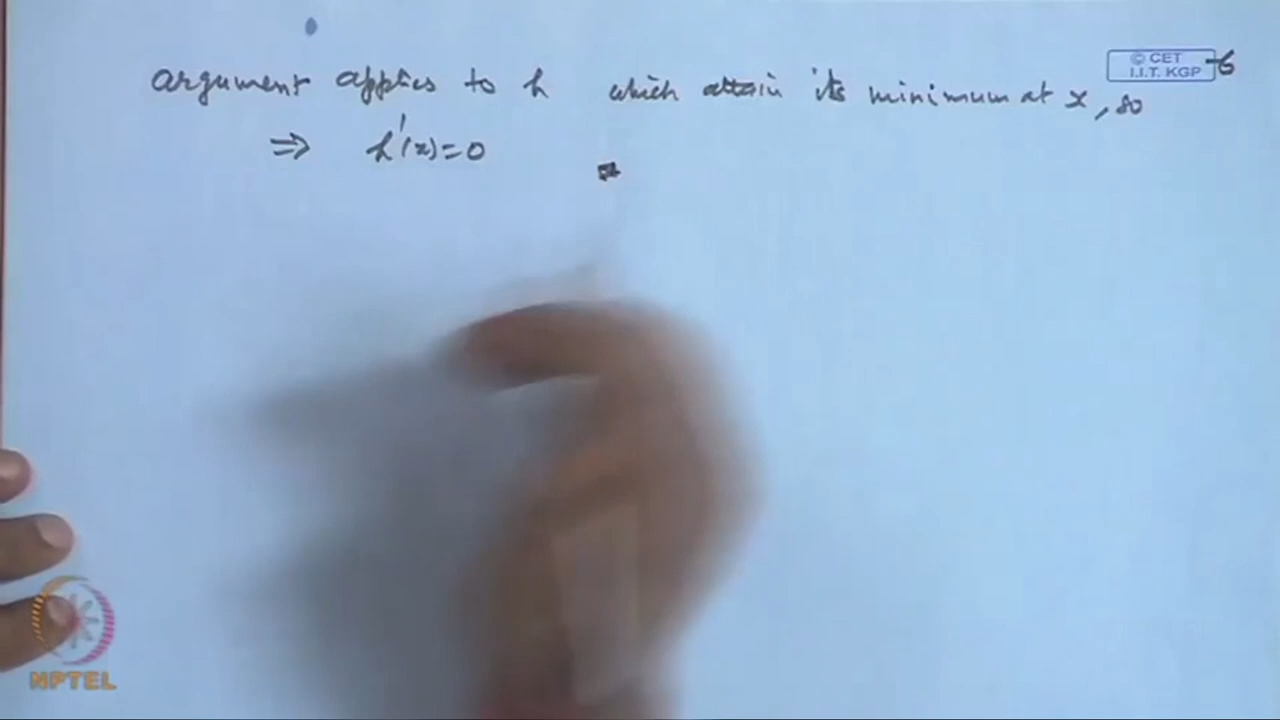 argument applies to h which attain its minimum at x, so
© CET
I.I.T. KGP
-6
⇒ h'(x)=0
NPTEL